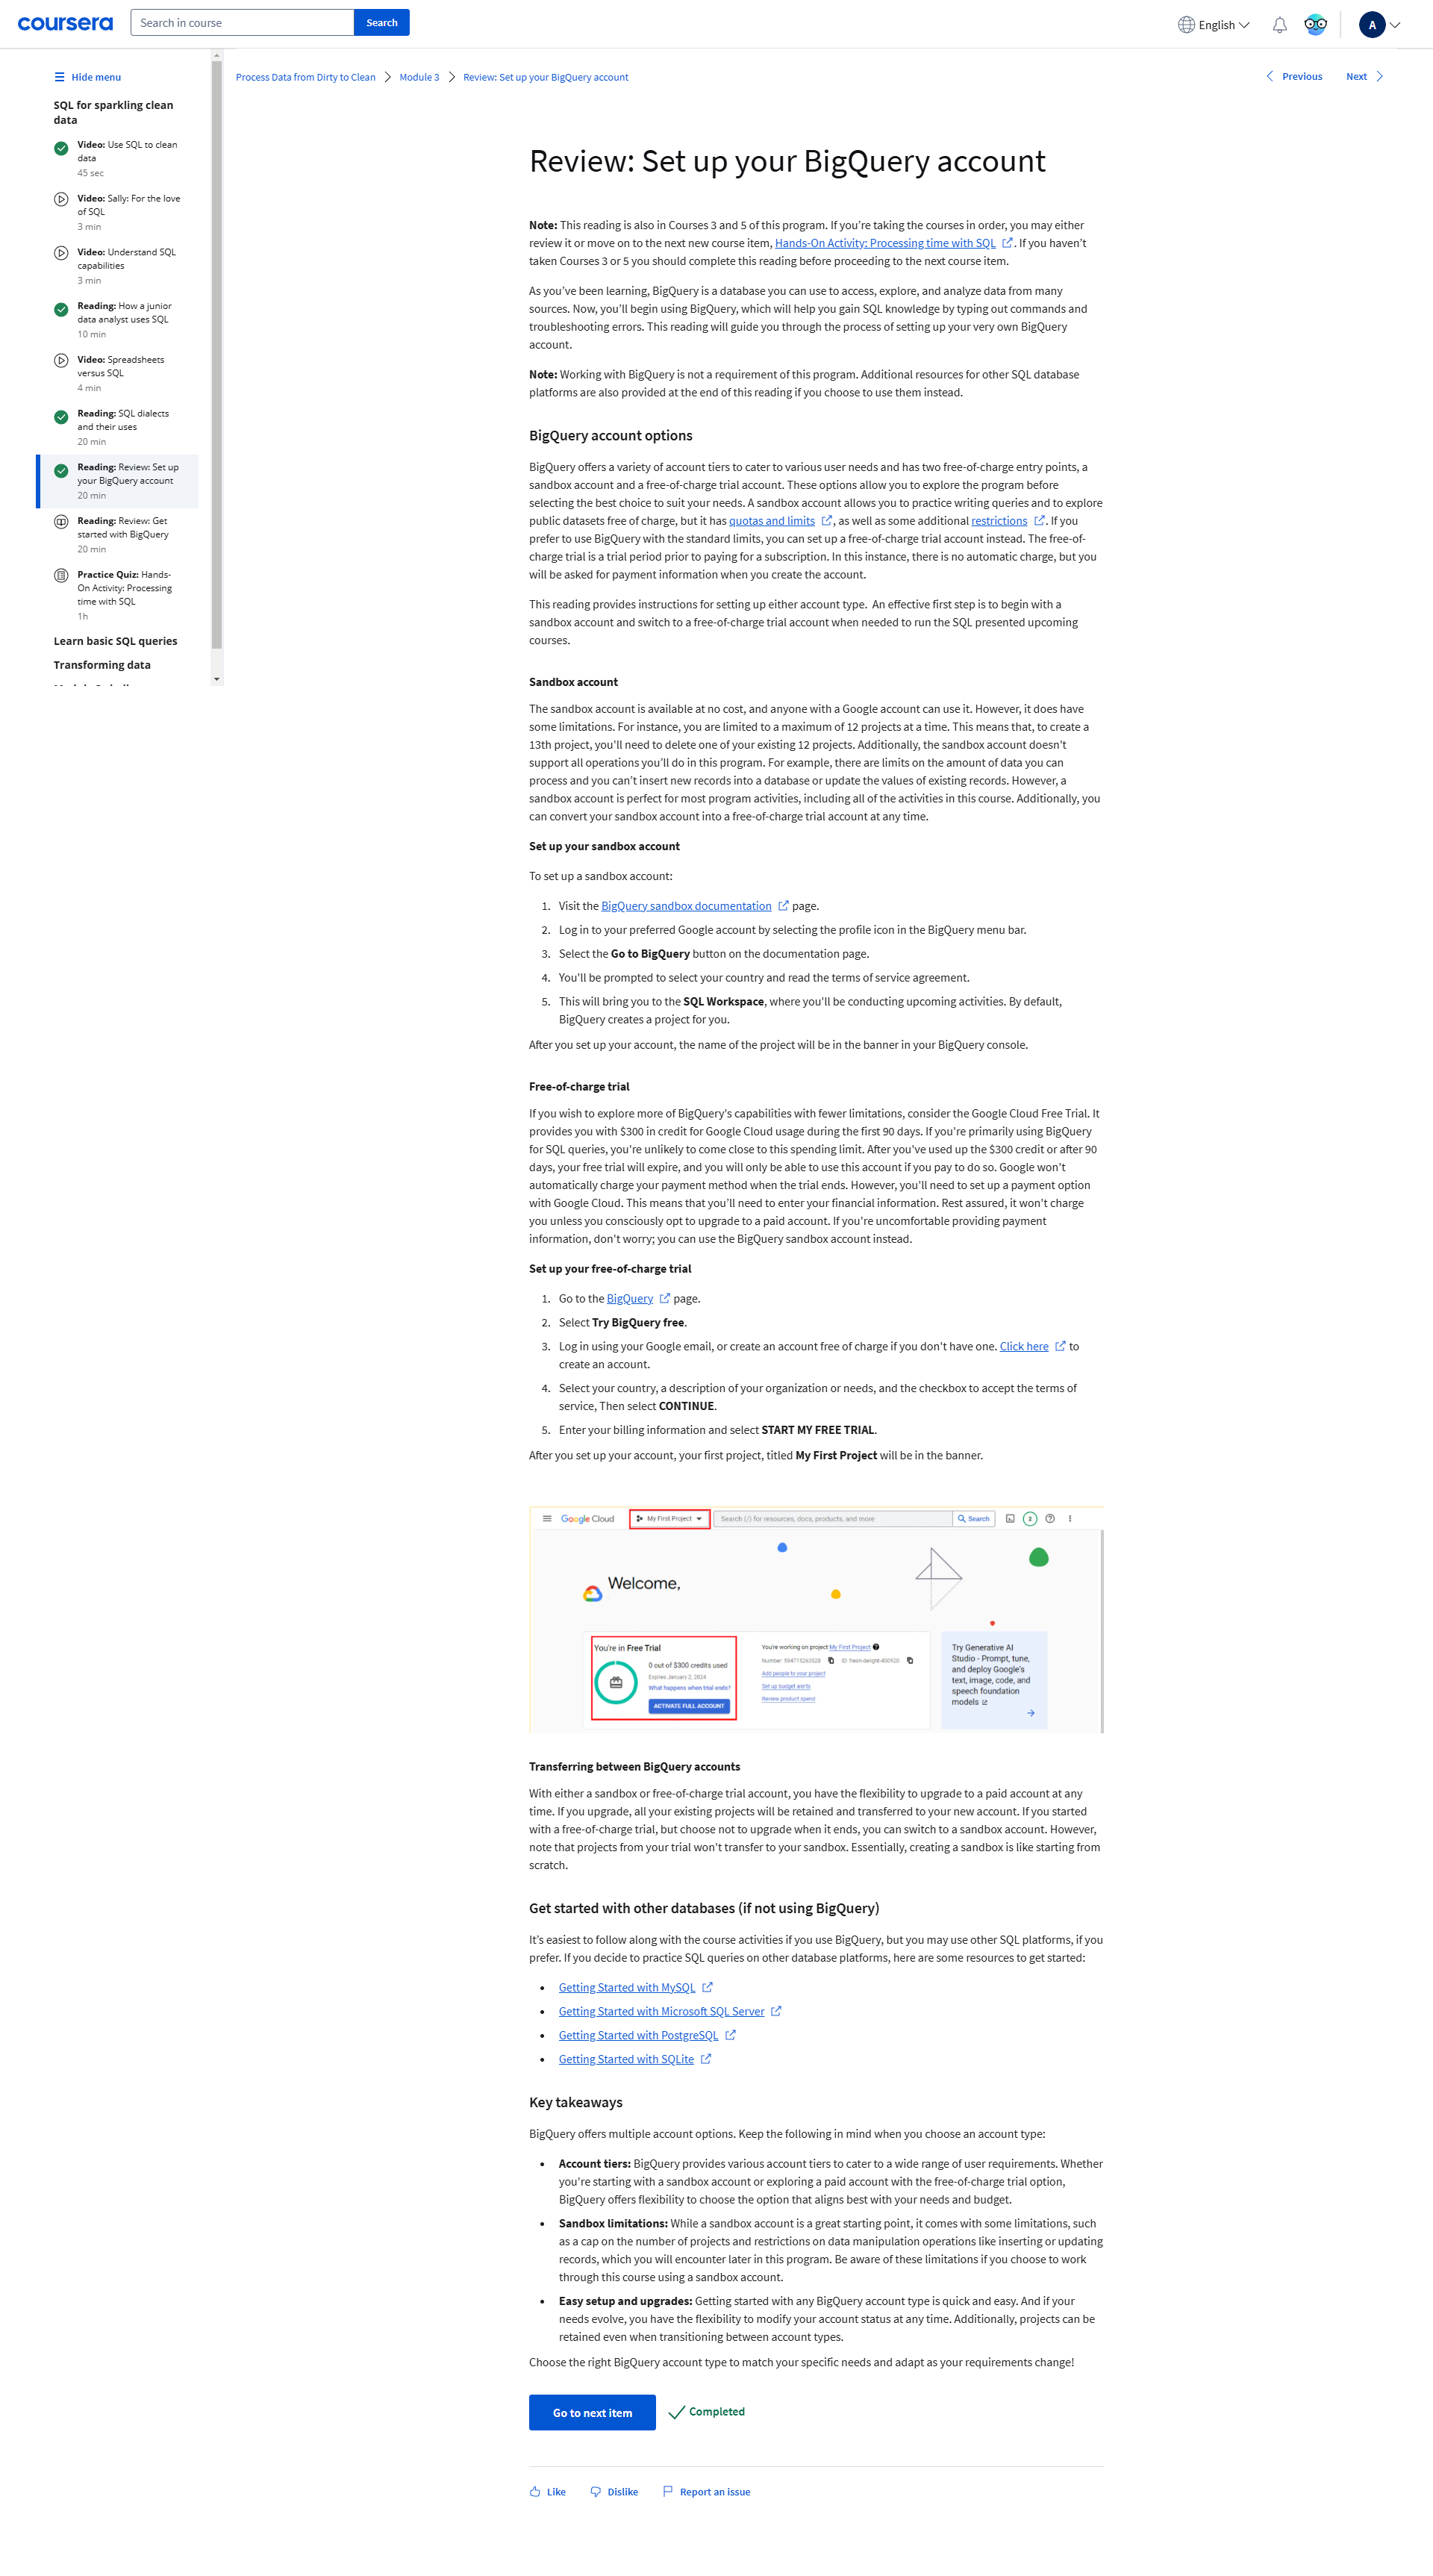 coursera
Search in course
Search
English
A
Hide menu
SQL for sparkling clean
data
Video: Use SQL to clean
data
45 sec
Video: Sally: For the love
of SQL
3 min
Video: Understand SQL
capabilities
3 min
Reading: How a junior
data analyst uses SQL
10 min
Video: Spreadsheets
versus SQL
4 min
Reading: SQL dialects
and their uses
20 min
Reading: Review: Set up
your BigQuery account
20 min
Reading: Review: Get
started with BigQuery
20 min
Practice Quiz: Hands-
On Activity: Processing
time with SQL
1h
Learn basic SQL queries
Transforming data
Process Data from Dirty to Clean
Module 3
Review: Set up your BigQuery account
Previous
Next
Review: Set up your BigQuery account
Note: This reading is also in Courses 3 and 5 of this program. If you’re taking the courses in order, you may either
review it or move on to the next new course item, Hands-On Activity: Processing time with SQL . If you haven’t
taken Courses 3 or 5 you should complete this reading before proceeding to the next course item.
As you’ve been learning, BigQuery is a database you can use to access, explore, and analyze data from many
sources. Now, you’ll begin using BigQuery, which will help you gain SQL knowledge by typing out commands and
troubleshooting errors. This reading will guide you through the process of setting up your very own BigQuery
account.
Note: Working with BigQuery is not a requirement of this program. Additional resources for other SQL database
platforms are also provided at the end of this reading if you choose to use them instead.
BigQuery account options
BigQuery offers a variety of account tiers to cater to various user needs and has two free-of-charge entry points, a
sandbox account and a free-of-charge trial account. These options allow you to explore the program before
selecting the best choice to suit your needs. A sandbox account allows you to practice writing queries and to explore
public datasets free of charge, but it has quotas and limits , as well as some additional restrictions . If you
prefer to use BigQuery with the standard limits, you can set up a free-of-charge trial account instead. The free-of-
charge trial is a trial period prior to paying for a subscription. In this instance, there is no automatic charge, but you
will be asked for payment information when you create the account.
This reading provides instructions for setting up either account type.  An effective first step is to begin with a
sandbox account and switch to a free-of-charge trial account when needed to run the SQL presented upcoming
courses.
Sandbox account
The sandbox account is available at no cost, and anyone with a Google account can use it. However, it does have
some limitations. For instance, you are limited to a maximum of 12 projects at a time. This means that, to create a
13th project, you'll need to delete one of your existing 12 projects. Additionally, the sandbox account doesn't
support all operations you’ll do in this program. For example, there are limits on the amount of data you can
process and you can’t insert new records into a database or update the values of existing records. However, a
sandbox account is perfect for most program activities, including all of the activities in this course. Additionally, you
can convert your sandbox account into a free-of-charge trial account at any time.
Set up your sandbox account
To set up a sandbox account:
1. Visit the BigQuery sandbox documentation page.
2. Log in to your preferred Google account by selecting the profile icon in the BigQuery menu bar.
3. Select the Go to BigQuery button on the documentation page.
4. You'll be prompted to select your country and read the terms of service agreement.
5. This will bring you to the SQL Workspace, where you'll be conducting upcoming activities. By default,
BigQuery creates a project for you.
After you set up your account, the name of the project will be in the banner in your BigQuery console.
Free-of-charge trial
If you wish to explore more of BigQuery's capabilities with fewer limitations, consider the Google Cloud Free Trial. It
provides you with $300 in credit for Google Cloud usage during the first 90 days. If you're primarily using BigQuery
for SQL queries, you're unlikely to come close to this spending limit. After you've used up the $300 credit or after 90
days, your free trial will expire, and you will only be able to use this account if you pay to do so. Google won't
automatically charge your payment method when the trial ends. However, you'll need to set up a payment option
with Google Cloud. This means that you’ll need to enter your financial information. Rest assured, it won't charge
you unless you consciously opt to upgrade to a paid account. If you're uncomfortable providing payment
information, don't worry; you can use the BigQuery sandbox account instead.
Set up your free-of-charge trial
1. Go to the BigQuery page.
2. Select Try BigQuery free.
3. Log in using your Google email, or create an account free of charge if you don't have one. Click here to
create an account.
4. Select your country, a description of your organization or needs, and the checkbox to accept the terms of
service, Then select CONTINUE.
5. Enter your billing information and select START MY FREE TRIAL.
After you set up your account, your first project, titled My First Project will be in the banner.
Google Cloud
My First Project
Search (/) for resources, docs, products, and more
Search
2
Welcome,
You're in Free Trial
0 out of $300 credits used
Expires January 2, 2024
What happens when trial ends?
ACTIVATE FULL ACCOUNT
You're working on project My First Project
Number: 594715263528
Add people to your project
Set up budget alerts
Review product spend
Try Generative AI
Studio - Prompt, tune,
and deploy Google's
text, image, code, and
speech foundation
models
Transferring between BigQuery accounts
With either a sandbox or free-of-charge trial account, you have the flexibility to upgrade to a paid account at any
time. If you upgrade, all your existing projects will be retained and transferred to your new account. If you started
with a free-of-charge trial, but choose not to upgrade when it ends, you can switch to a sandbox account. However,
note that projects from your trial won't transfer to your sandbox. Essentially, creating a sandbox is like starting from
scratch.
Get started with other databases (if not using BigQuery)
It’s easiest to follow along with the course activities if you use BigQuery, but you may use other SQL platforms, if you
prefer. If you decide to practice SQL queries on other database platforms, here are some resources to get started:
• Getting Started with MySQL
• Getting Started with Microsoft SQL Server
• Getting Started with PostgreSQL
• Getting Started with SQLite
Key takeaways
BigQuery offers multiple account options. Keep the following in mind when you choose an account type:
• Account tiers: BigQuery provides various account tiers to cater to a wide range of user requirements. Whether
you're starting with a sandbox account or exploring a paid account with the free-of-charge trial option,
BigQuery offers flexibility to choose the option that aligns best with your needs and budget.
• Sandbox limitations: While a sandbox account is a great starting point, it comes with some limitations, such
as a cap on the number of projects and restrictions on data manipulation operations like inserting or updating
records, which you will encounter later in this program. Be aware of these limitations if you choose to work
through this course using a sandbox account.
• Easy setup and upgrades: Getting started with any BigQuery account type is quick and easy. And if your
needs evolve, you have the flexibility to modify your account status at any time. Additionally, projects can be
retained even when transitioning between account types.
Choose the right BigQuery account type to match your specific needs and adapt as your requirements change!
Go to next item
Completed
Like
Dislike
Report an issue